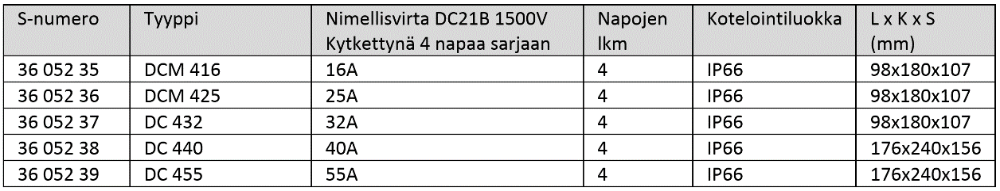 S-numero Tyyppi Nimellisvirta DC21B 1500V Napojen Kotelointiluokka L x K x S
Kytkettynä 4 napaa sarjaan lkm (mm)
36 052 35 DCM 416 16A 4 IP66 98x180x107
36 052 36 DCM 425 25A 4 IP66 98x180x107
36 052 37 DC 432 32A 4 IP66 98x180x107
36 052 38 DC 440 40A 4 IP66 176x240x156
36 052 39 DC 455 55A 4 IP66 176x240x156